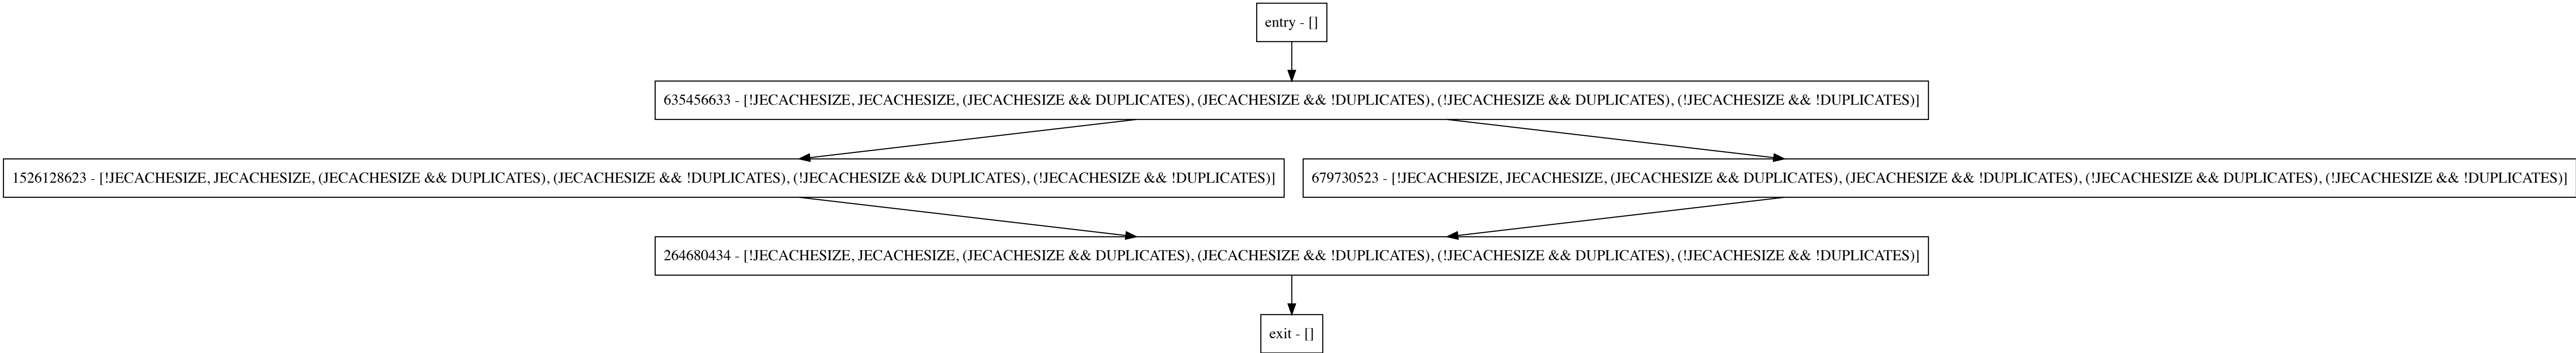 entry - []
635456633 - [!JECACHESIZE, JECACHESIZE, (JECACHESIZE && DUPLICATES), (JECACHESIZE && !DUPLICATES), (!JECACHESIZE && DUPLICATES), (!JECACHESIZE && !DUPLICATES)]
1526128623 - [!JECACHESIZE, JECACHESIZE, (JECACHESIZE && DUPLICATES), (JECACHESIZE && !DUPLICATES), (!JECACHESIZE && DUPLICATES), (!JECACHESIZE && !DUPLICATES)]
679730523 - [!JECACHESIZE, JECACHESIZE, (JECACHESIZE && DUPLICATES), (JECACHESIZE && !DUPLICATES), (!JECACHESIZE && DUPLICATES), (!JECACHESIZE && !DUPLICATES)]
264680434 - [!JECACHESIZE, JECACHESIZE, (JECACHESIZE && DUPLICATES), (JECACHESIZE && !DUPLICATES), (!JECACHESIZE && DUPLICATES), (!JECACHESIZE && !DUPLICATES)]
exit - []